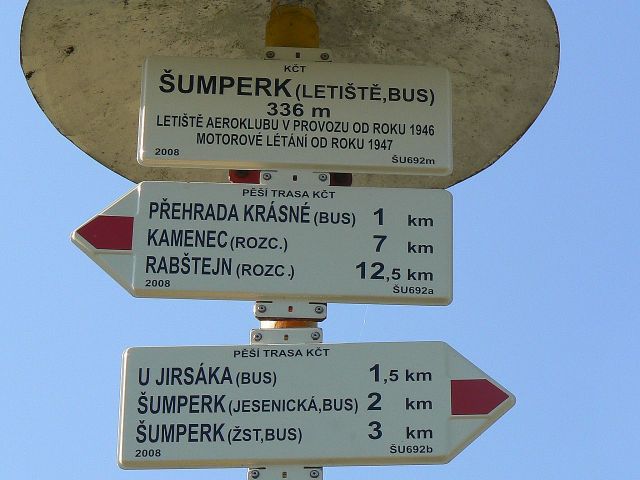 KČT
ŠUMPERK (LETIŠTĚ,BUS)
336 m
LETIŠTĚ AEROKLUBU V PROVOZU OD ROKU 1946
MOTOROVÉ LÉTÁNÍ OD ROKU 1947
2008 ŠU692m
PĚŠÍ TRASA KČT
PŘEHRADA KRÁSNÉ (BUS) 1 km
KAMENEC (ROZC.) 7 km
RABŠTEJN (ROZC.) 12,5 km
2008 ŠU692a
PĚŠÍ TRASA KČT
U JIRSÁKA (BUS) 1,5 km
ŠUMPERK (JESENICKÁ,BUS) 2 km
ŠUMPERK (ŽST,BUS) 3 km
2008 ŠU692b